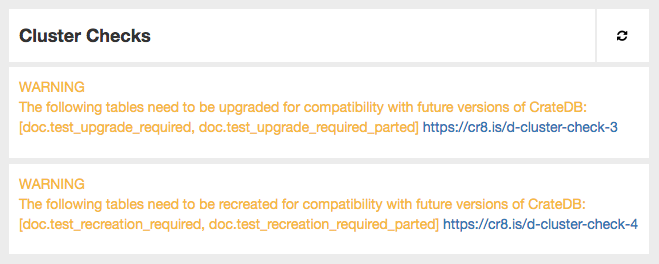 Cluster Checks
WARNING
The following tables need to be upgraded for compatibility with future versions of CrateDB:
[doc.test_upgrade_required, doc.test_upgrade_required_parted] https://cr8.is/d-cluster-check-3
WARNING
The following tables need to be recreated for compatibility with future versions of CrateDB:
[doc.test_recreation_required, doc.test_recreation_required_parted] https://cr8.is/d-cluster-check-4